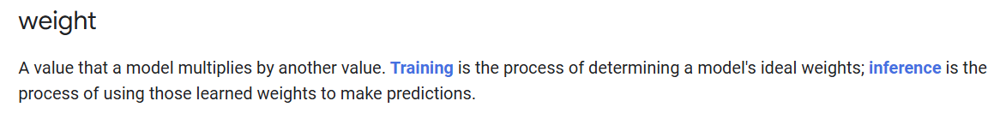 weight
A value that a model multiplies by another value. Training is the process of determining a model's ideal weights; inference is the
process of using those learned weights to make predictions.